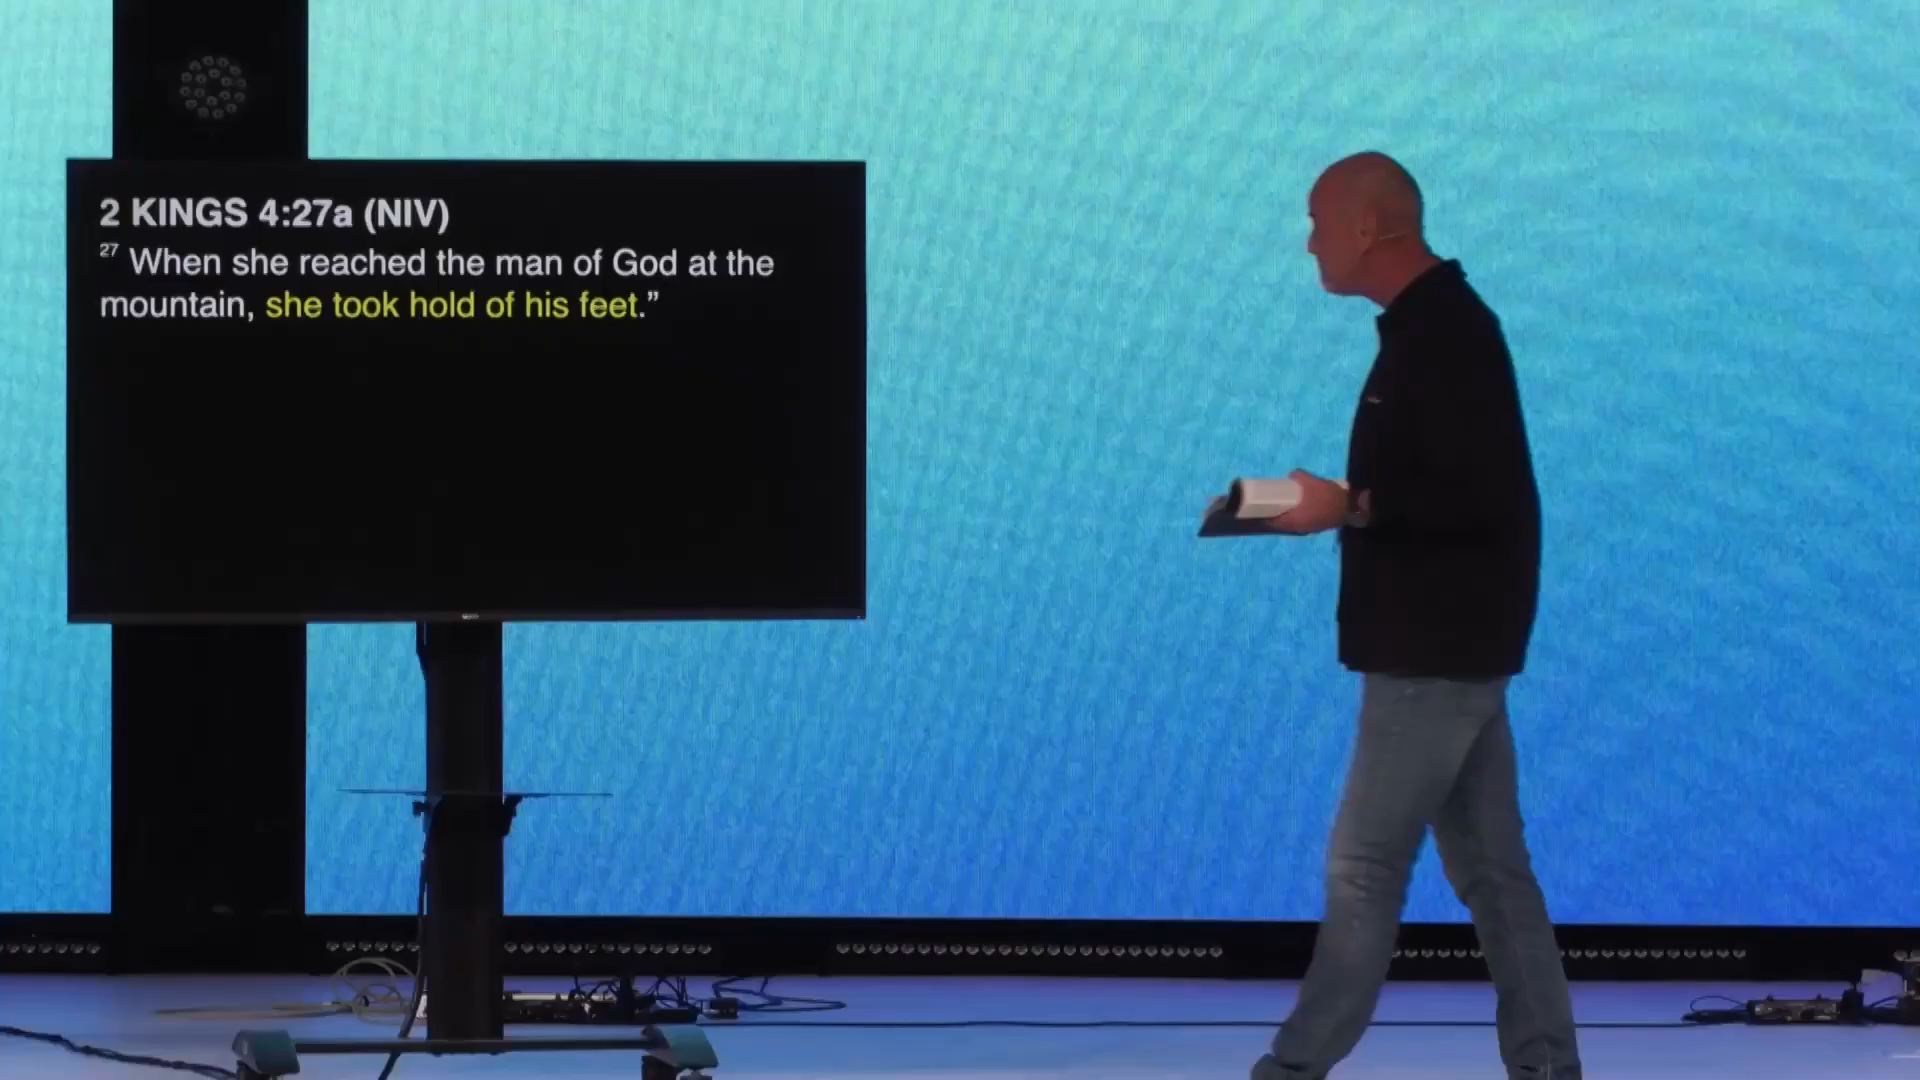 2 KINGS 4:27a (NIV)
27 When she reached the man of God at the
mountain, she took hold of his feet.”